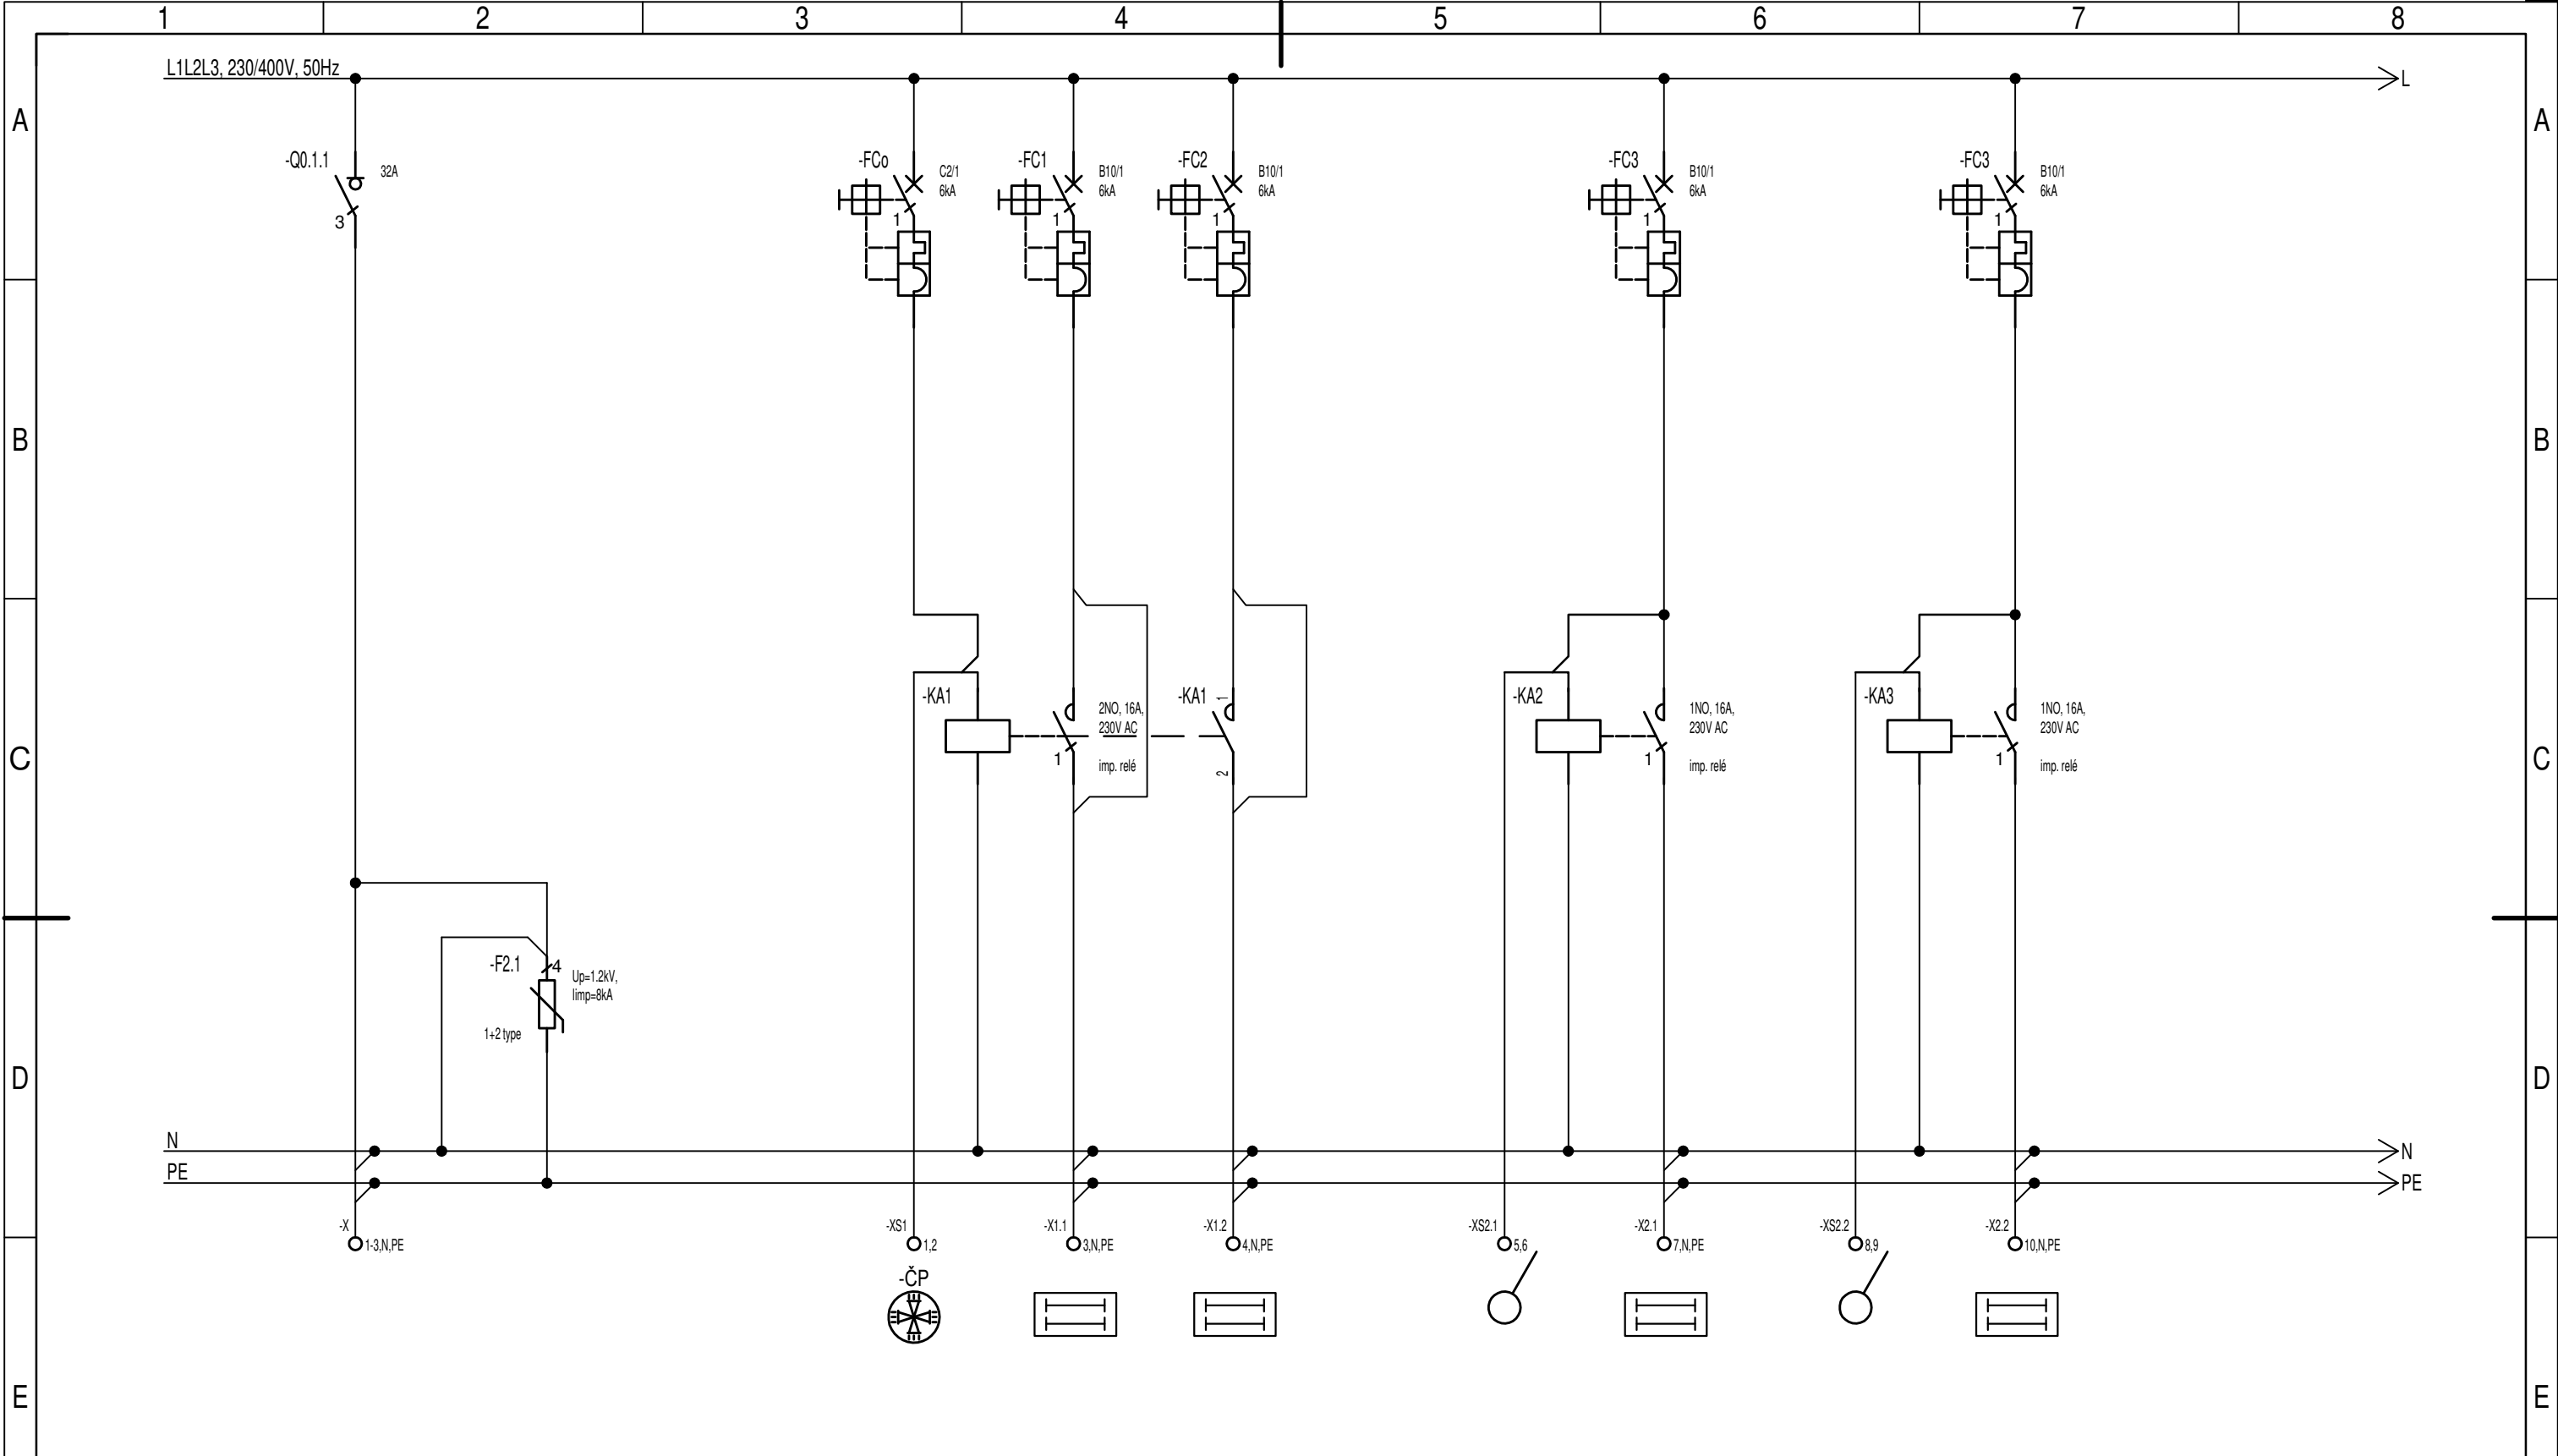 1 2 3 4 5 6 7 8
L1L2L3, 230/400V, 50Hz
L
A A
-Q0.1.1 32A
3
-FCo C2/1
6kA
1
-FC1 B10/1
6kA
1
-FC2 B10/1
6kA
1
-FC3 B10/1
6kA
1
-FC3 B10/1
6kA
1
B B
-KA1
2NO, 16A,
230V AC
1
imp. relé
-KA1
1
2
-KA2
1NO, 16A,
230V AC
1
imp. relé
-KA3
1NO, 16A,
230V AC
1
imp. relé
C C
-F2.1
4
Up=1.2kV,
Iimp=8kA
1+2 type
D D
N N
PE PE
-X
1-3,N,PE
-XS1
1,2
-X1.1
3,N,PE
-X1.2
4,N,PE
-XS2.1
5,6
-X2.1
7,N,PE
-XS2.2
8,9
-X2.2
10,N,PE
-ČP
E E